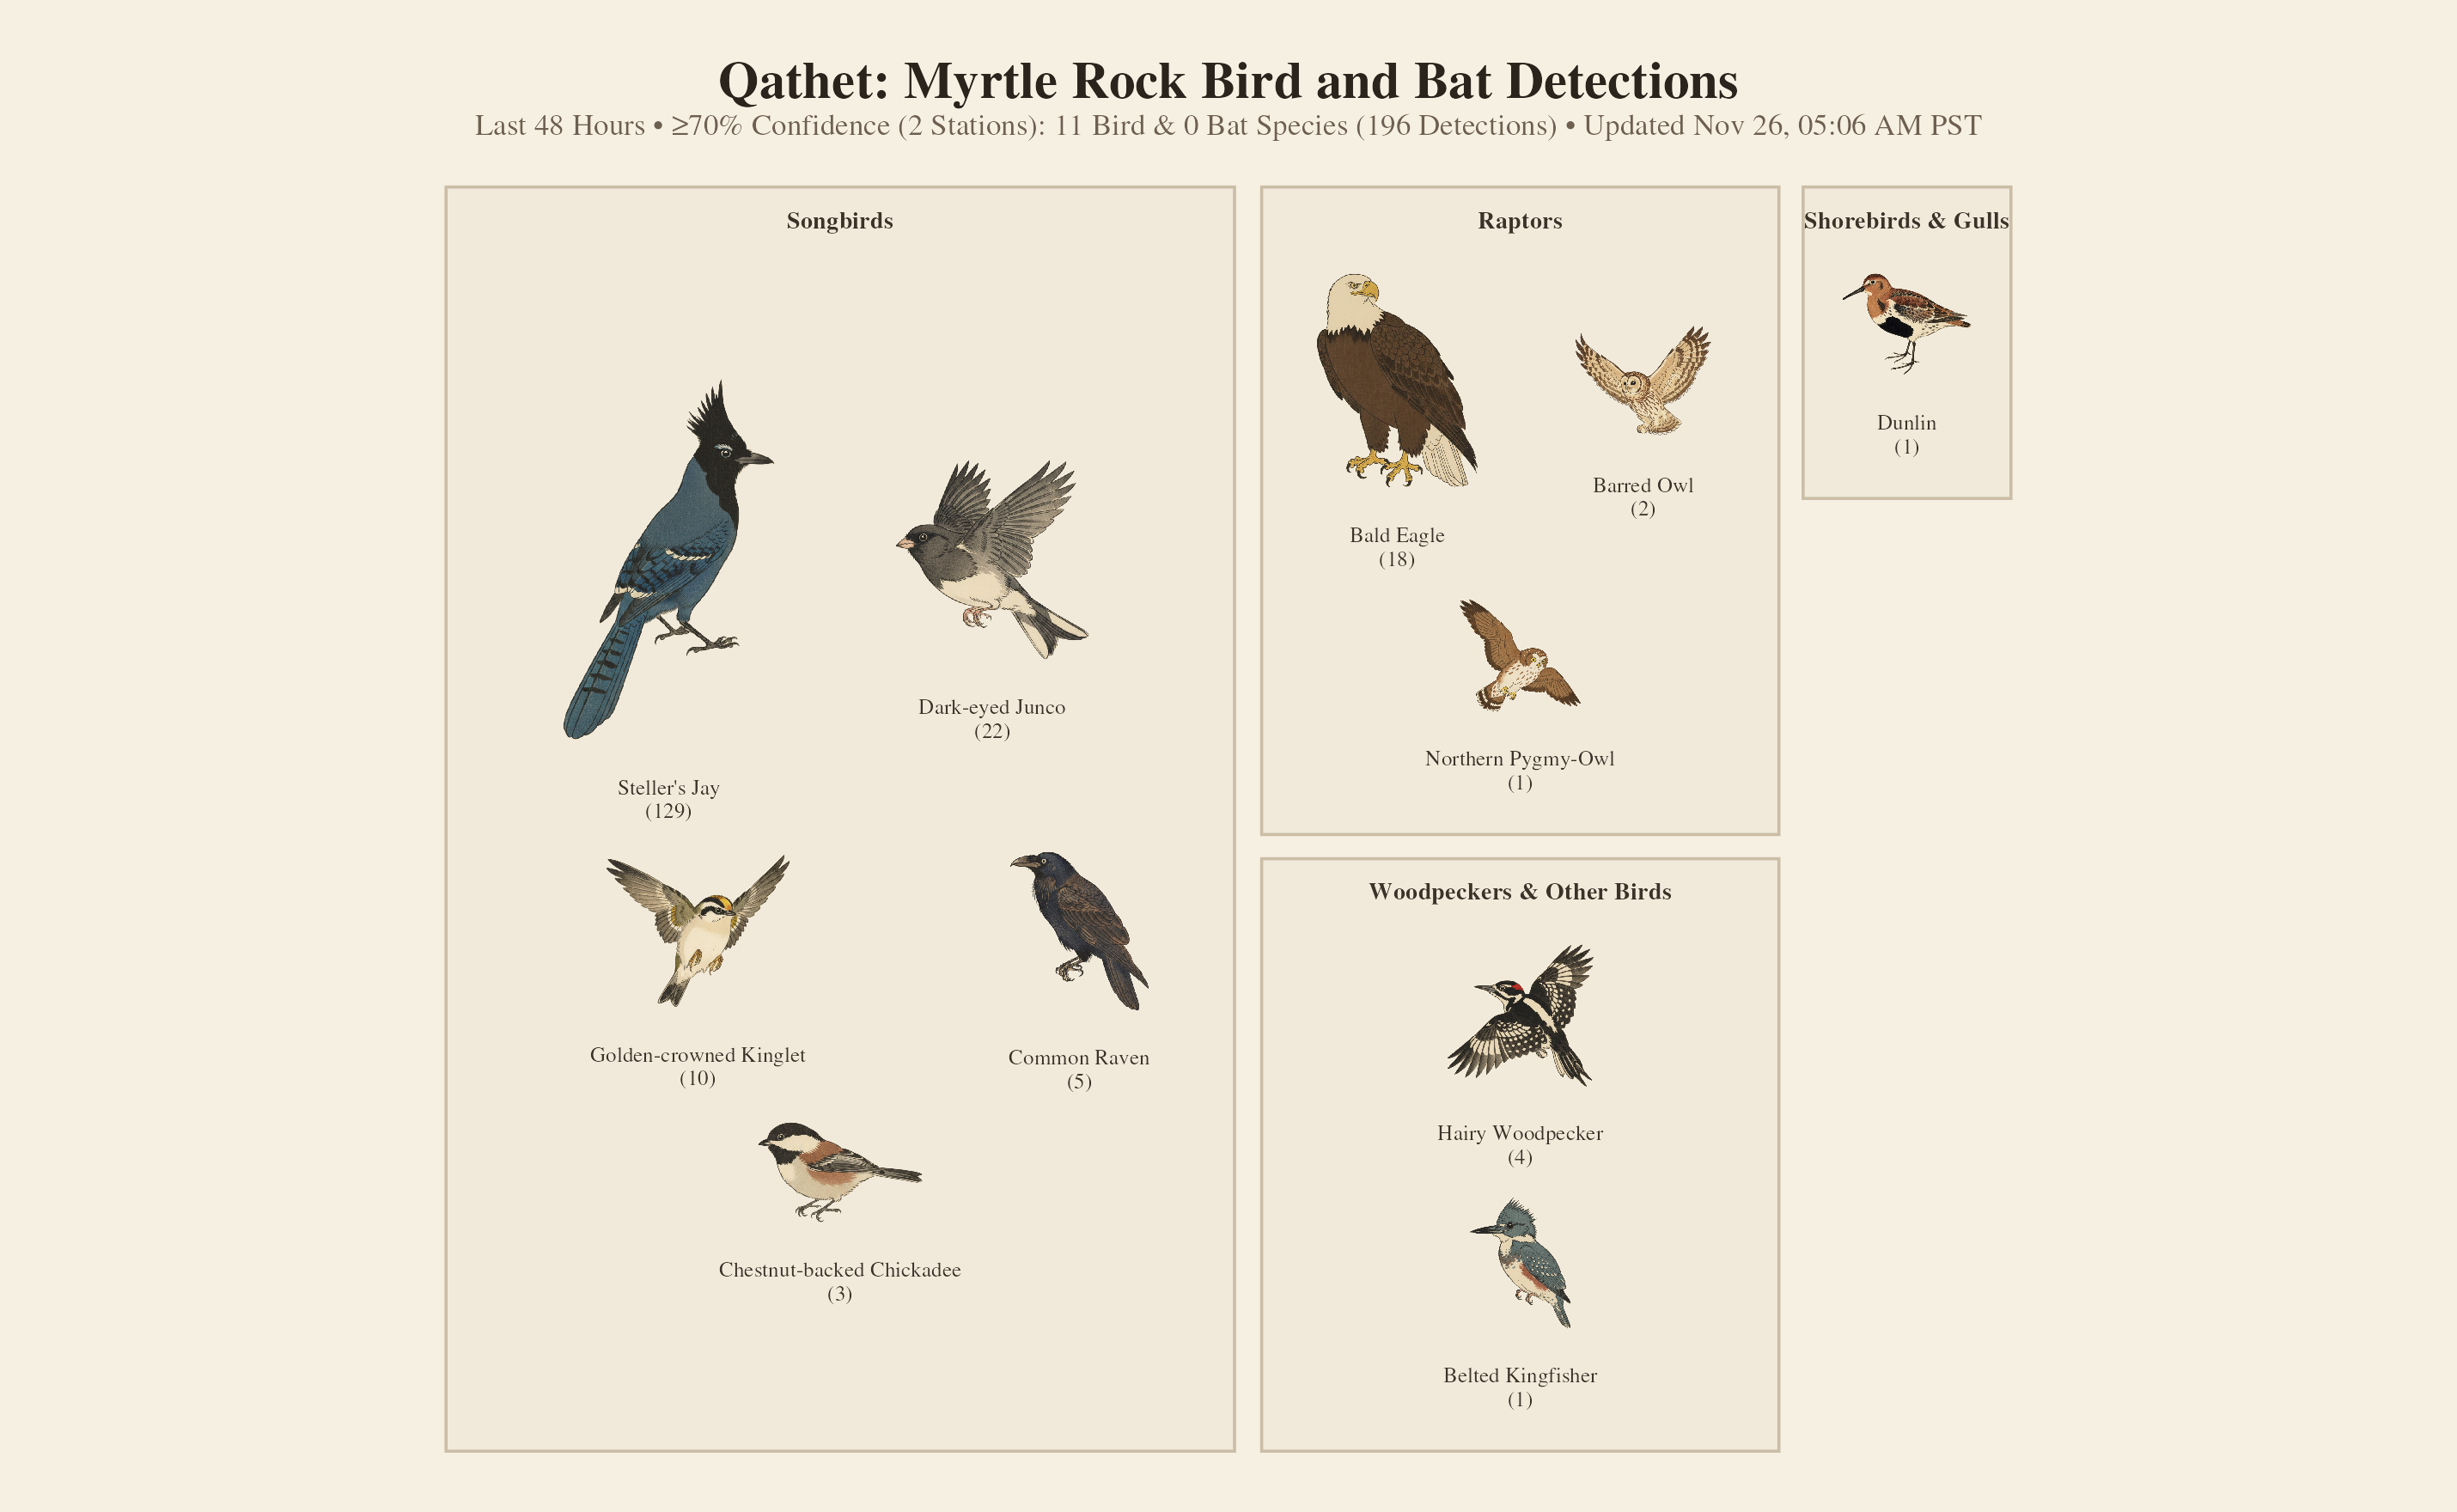 Qathet: Myrtle Rock Bird and Bat Detections
Last 48 Hours • ≥70% Confidence (2 Stations): 11 Bird & 0 Bat Species (196 Detections) • Updated Nov 26, 05:06 AM PST
Songbirds
Steller's Jay
(129)
Dark-eyed Junco
(22)
Golden-crowned Kinglet
(10)
Common Raven
(5)
Chestnut-backed Chickadee
(3)
Raptors
Bald Eagle
(18)
Barred Owl
(2)
Northern Pygmy-Owl
(1)
Woodpeckers & Other Birds
Hairy Woodpecker
(4)
Belted Kingfisher
(1)
Shorebirds & Gulls
Dunlin
(1)